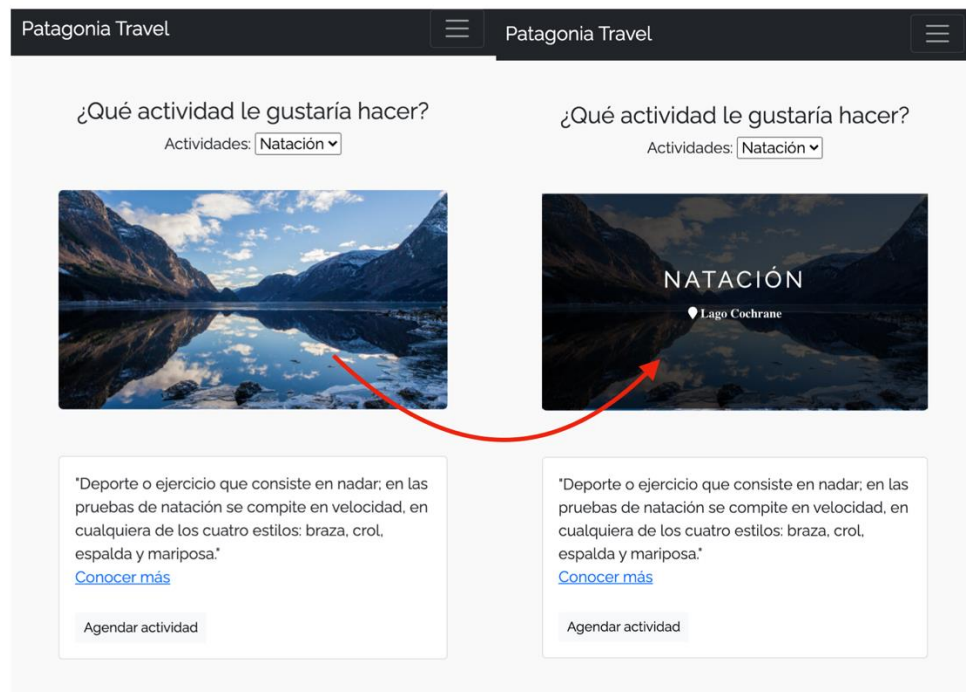 Patagonia Travel
¿Qué actividad le gustaría hacer?
Actividades: Natación
"Deporte o ejercicio que consiste en nadar; en las
pruebas de natación se compite en velocidad, en
cualquiera de los cuatro estilos: braza, crol,
espalda y mariposa."
Conocer más
Agendar actividad
Patagonia Travel
¿Qué actividad le gustaría hacer?
Actividades: Natación
NATACIÓN
Lago Cochrane
"Deporte o ejercicio que consiste en nadar; en las
pruebas de natación se compite en velocidad, en
cualquiera de los cuatro estilos: braza, crol,
espalda y mariposa."
Conocer más
Agendar actividad